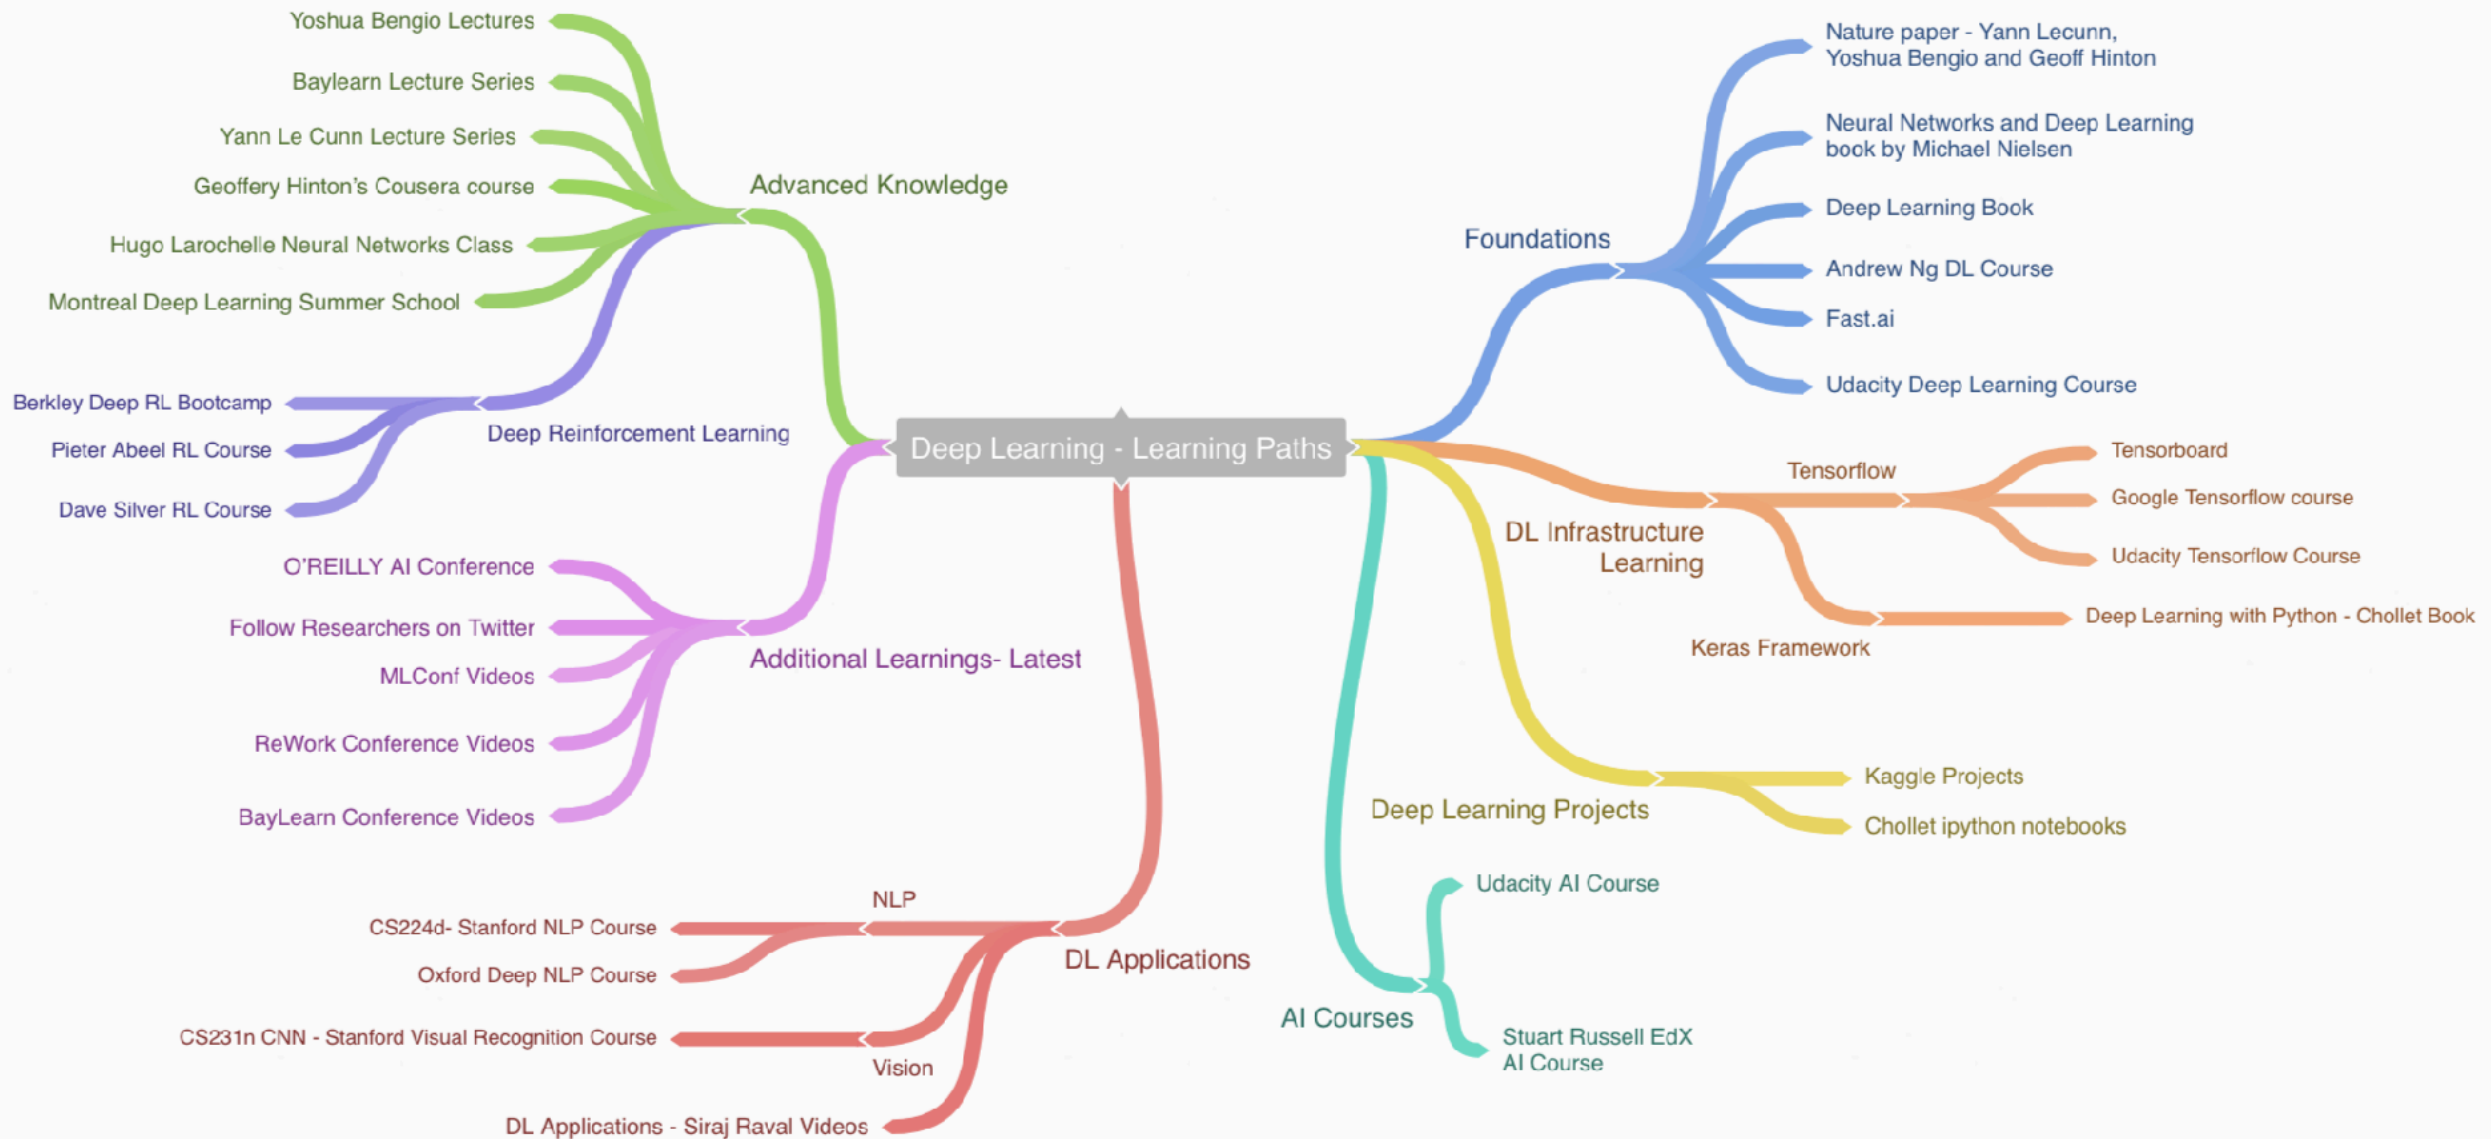 Yoshua Bengio Lectures
Baylearn Lecture Series
Yann Le Cunn Lecture Series
Geoffery Hinton's Cousera course
Hugo Larochelle Neural Networks Class
Montreal Deep Learning Summer School
Advanced Knowledge
Berkley Deep RL Bootcamp
Pieter Abeel RL Course
Dave Silver RL Course
Deep Reinforcement Learning
O'REILLY AI Conference
Follow Researchers on Twitter
MLConf Videos
ReWork Conference Videos
BayLearn Conference Videos
Additional Learnings- Latest
NLP
CS224d- Stanford NLP Course
Oxford Deep NLP Course
CS231n CNN - Stanford Visual Recognition Course
Vision
DL Applications - Siraj Raval Videos
DL Applications
Deep Learning - Learning Paths
Foundations
Nature paper - Yann Lecunn,
Yoshua Bengio and Geoff Hinton
Neural Networks and Deep Learning
book by Michael Nielsen
Deep Learning Book
Andrew Ng DL Course
Fast.ai
Udacity Deep Learning Course
DL Infrastructure
Learning
Tensorflow
Tensorboard
Google Tensorflow course
Udacity Tensorflow Course
Keras Framework
Deep Learning with Python - Chollet Book
Deep Learning Projects
Kaggle Projects
Chollet ipython notebooks
AI Courses
Udacity AI Course
Stuart Russell EdX
AI Course